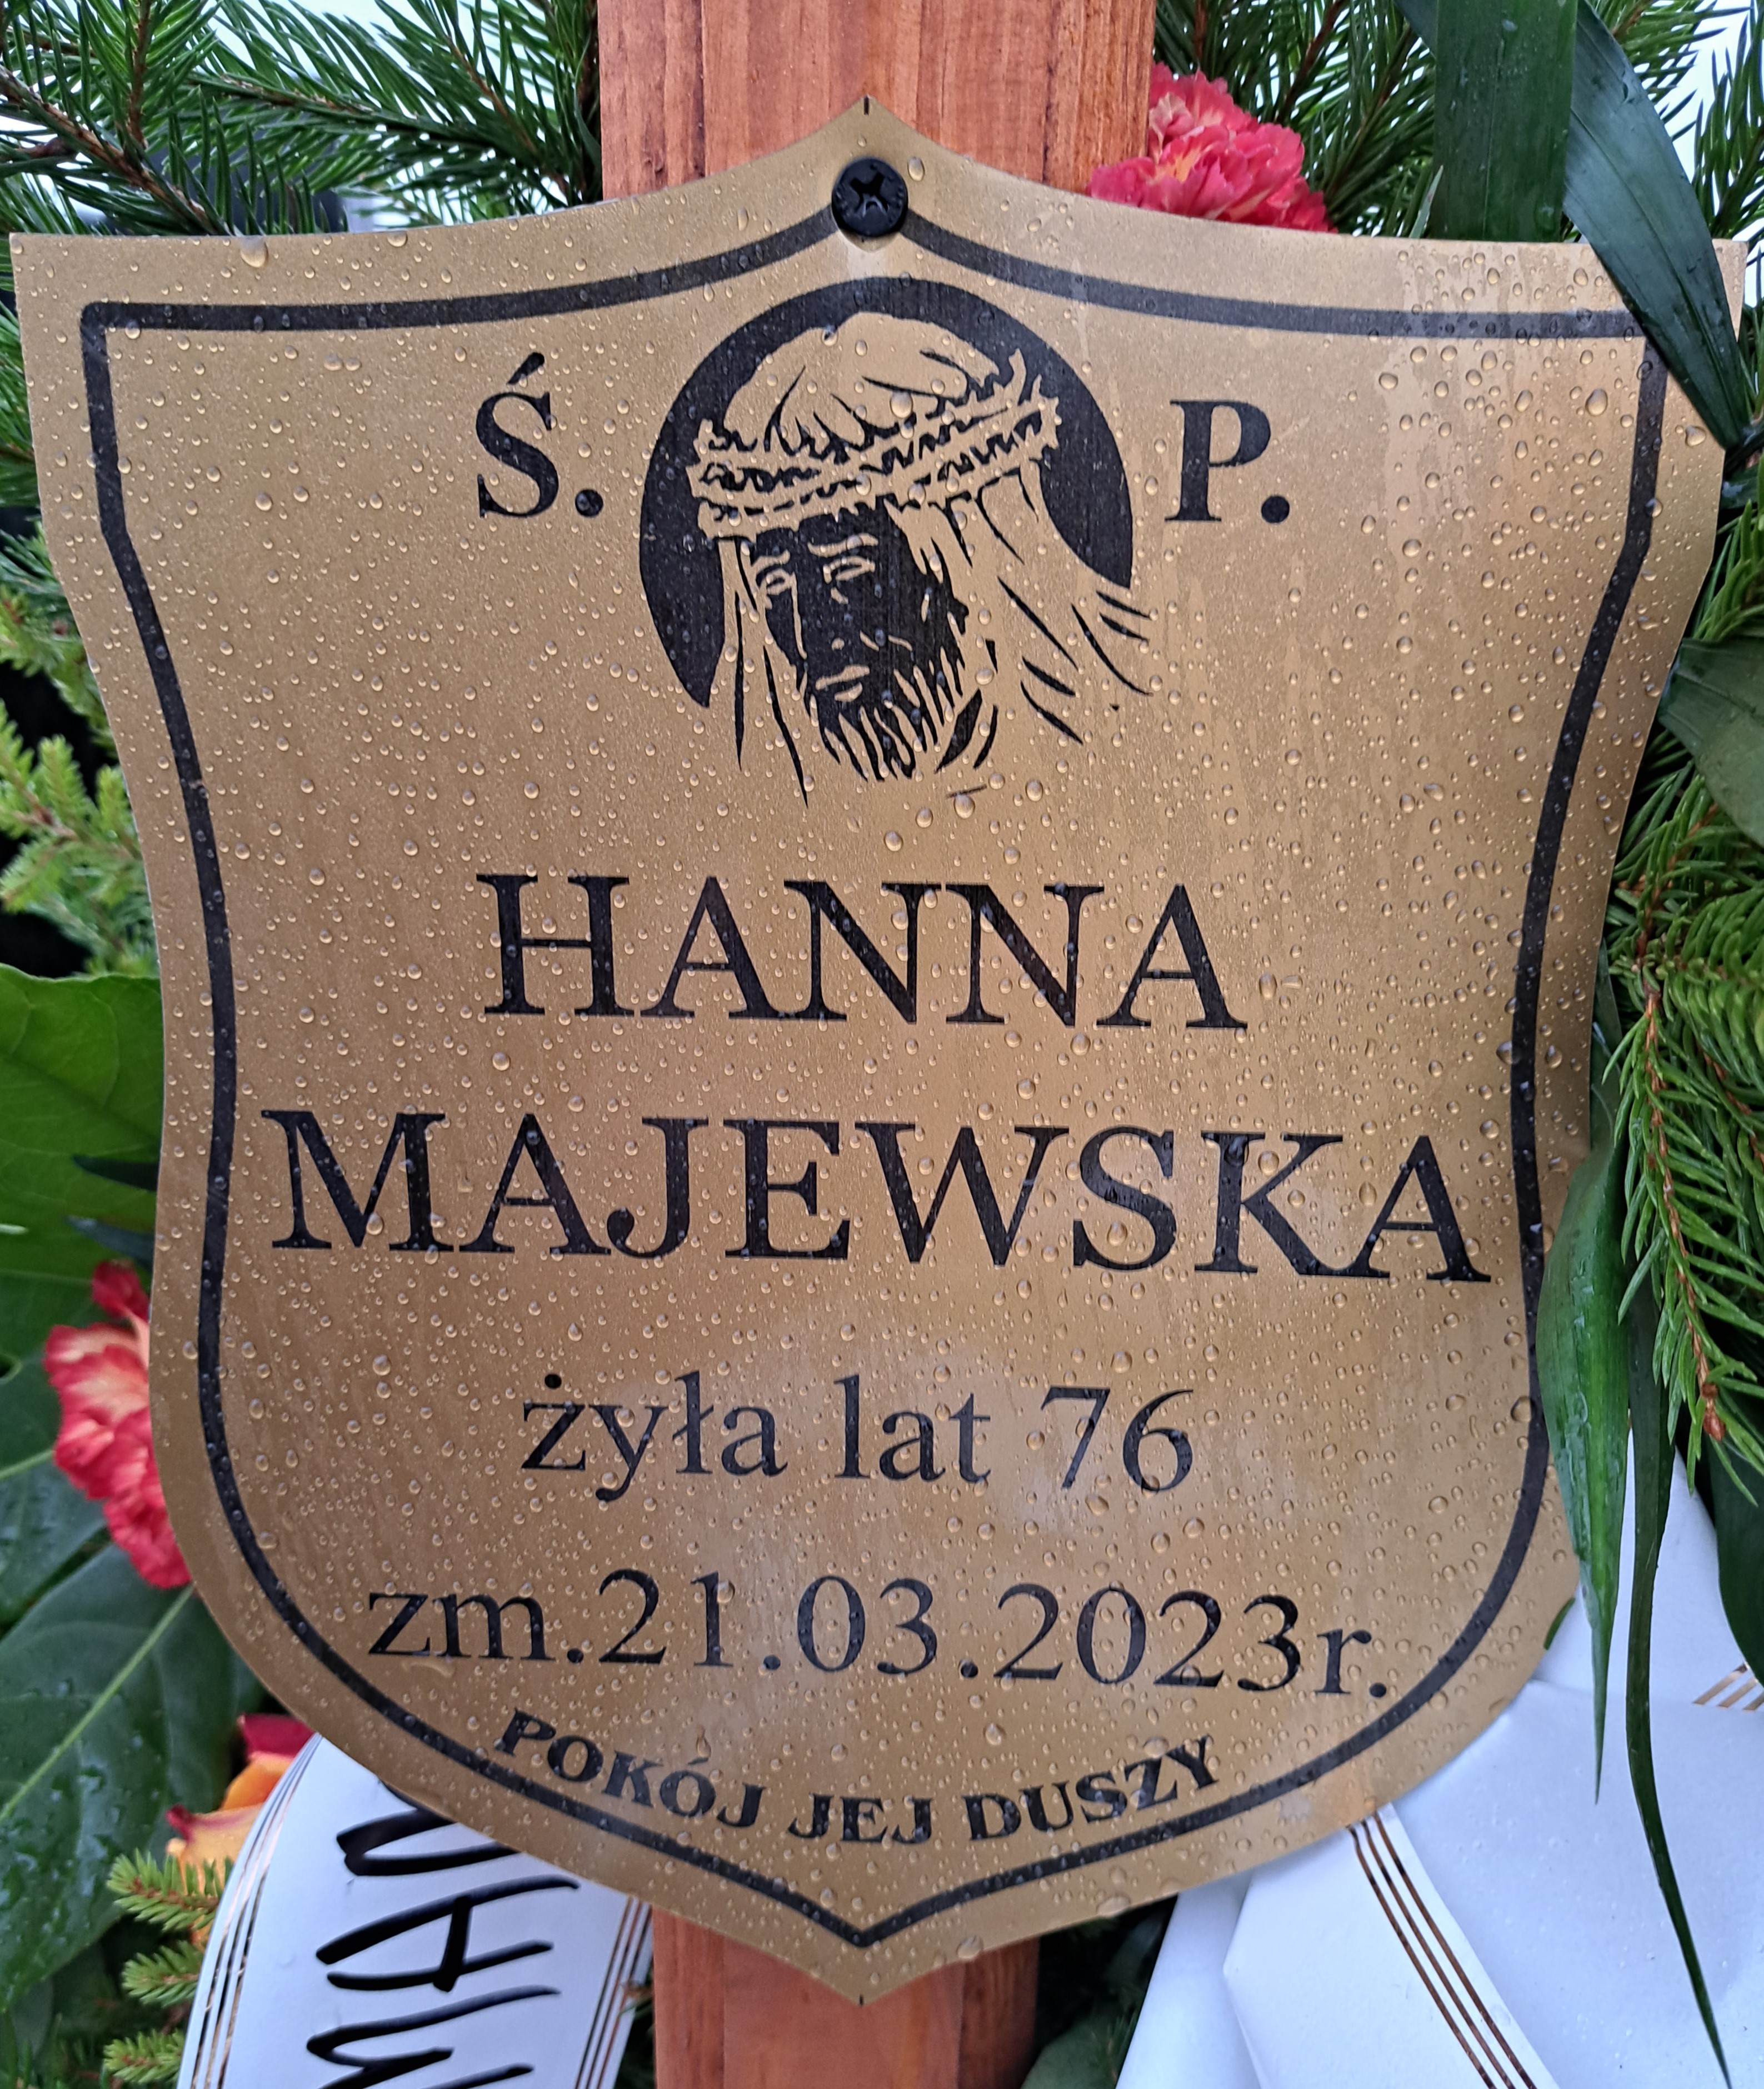 Ś. P.
HANNA
MAJEWSKA
żyła lat 76
zm.21.03.2023r.
POKÓJ JEJ DUSZY